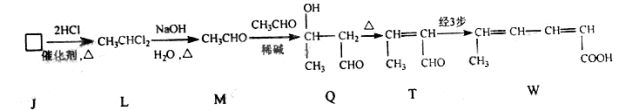 □ 2HCl 催化剂,△ CH₃CHCl₂ NaOH H₂O,△ CH₃CHO CH₃CHO 稀碱 OH CH—CH₂ CH₃ CHO △ CH=CH CH₃ CHO 经3步 CH=CH—CH=CH CH₃ COOH
J L M Q T W